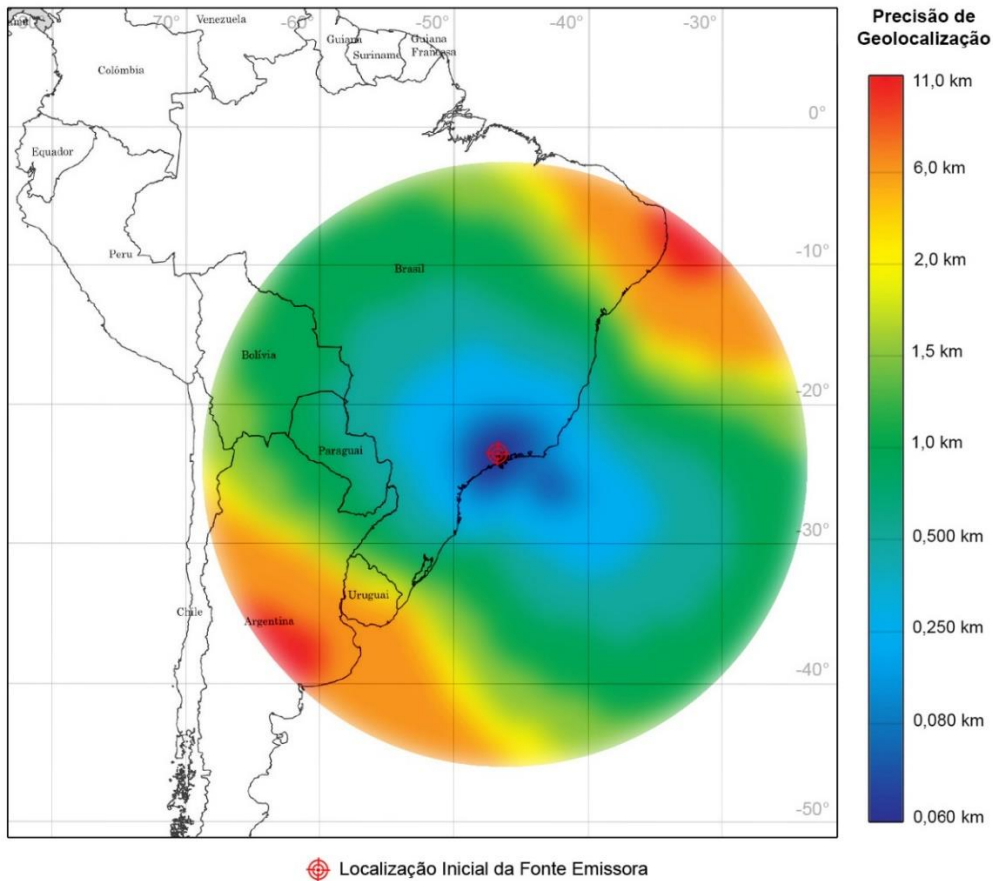 Precisão de
Geolocalização
-70°
-60°
-50°
-40°
-30°
Venezuela
Guiana
Suriname
Guiana
Francesa
Colômbia
Equador
Peru
Brasil
Bolívia
Paraguai
Uruguai
Chile
Argentina
0°
-10°
-20°
-30°
-40°
-50°
11,0 km
6,0 km
2,0 km
1,5 km
1,0 km
0,500 km
0,250 km
0,080 km
0,060 km
Localização Inicial da Fonte Emissora